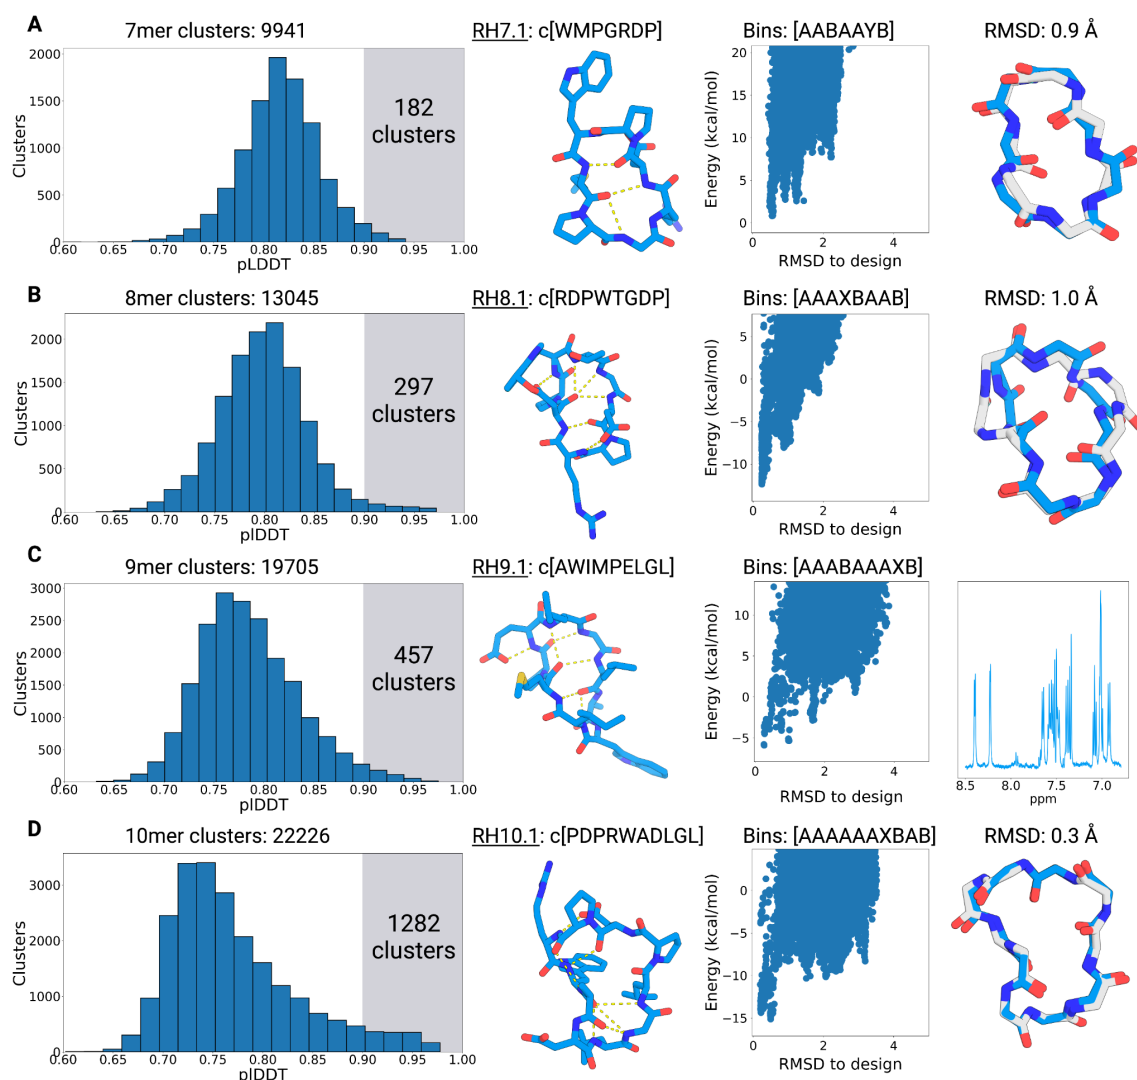 A
7mer clusters: 9941
RH7.1: c[WMPGRDP]
Bins: [AABAAYB]
RMSD: 0.9 Å
Clusters
2000
1500
1000
500
0
182
clusters
0.60 0.65 0.70 0.75 0.80 0.85 0.90 0.95 1.00
pLDDT
Energy (kcal/mol)
20
15
10
5
0
0 2 4
RMSD to design
B
8mer clusters: 13045
RH8.1: c[RDPWTGDP]
Bins: [AAAXBAAB]
RMSD: 1.0 Å
Clusters
2000
1500
1000
500
0
297
clusters
0.60 0.65 0.70 0.75 0.80 0.85 0.90 0.95 1.00
plDDT
Energy (kcal/mol)
5
0
−5
−10
0 2 4
RMSD to design
C
9mer clusters: 19705
RH9.1: c[AWIMPELGL]
Bins: [AAABAAAXB]
Clusters
3000
2500
2000
1500
1000
500
0
457
clusters
0.60 0.65 0.70 0.75 0.80 0.85 0.90 0.95 1.00
plDDT
Energy (kcal/mol)
10
5
0
−5
0 2 4
RMSD to design
8.5 8.0 7.5 7.0
ppm
D
10mer clusters: 22226
RH10.1: c[PDPRWADLGL]
Bins: [AAAAAAXBAB]
RMSD: 0.3 Å
Clusters
3000
2000
1000
0
1282
clusters
0.60 0.65 0.70 0.75 0.80 0.85 0.90 0.95 1.00
plDDT
Energy (kcal/mol)
0
−5
−10
−15
0 2 4
RMSD to design